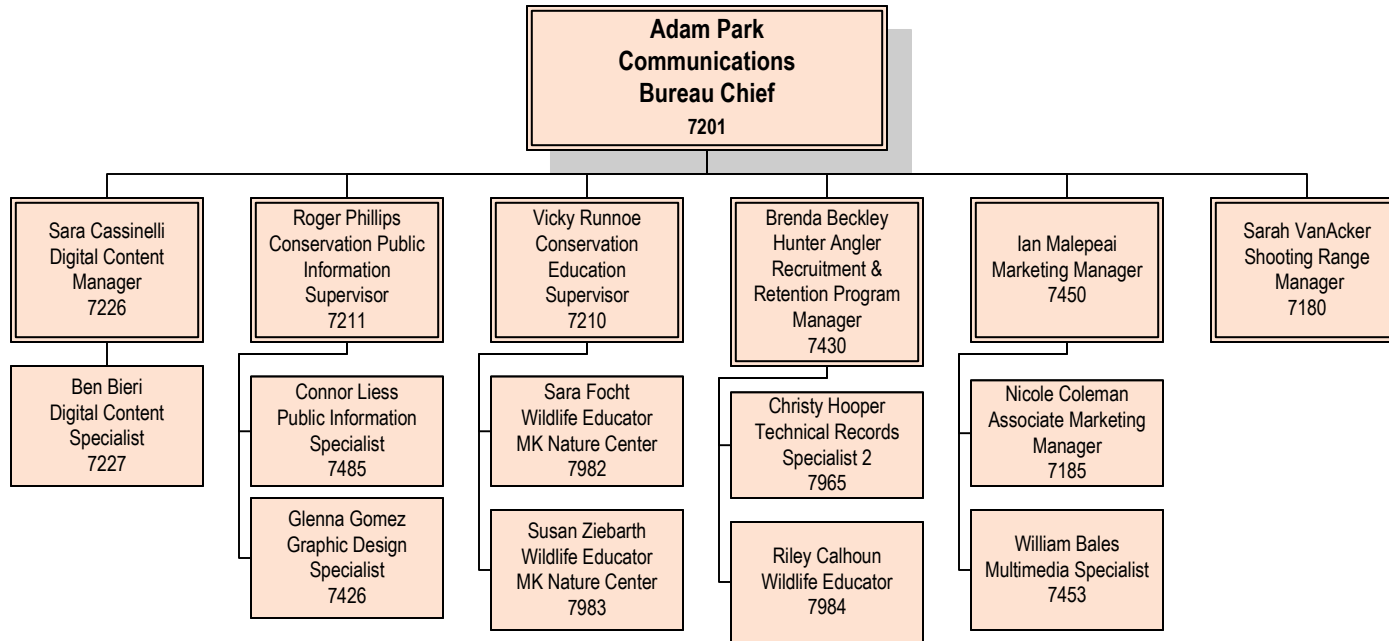 Adam Park
Communications
Bureau Chief
7201
Sara Cassinelli
Digital Content
Manager
7226
Roger Phillips
Conservation Public
Information
Supervisor
7211
Vicky Runnoe
Conservation
Education
Supervisor
7210
Brenda Beckley
Hunter Angler
Recruitment &
Retention Program
Manager
7430
Ian Malepeai
Marketing Manager
7450
Sarah VanAcker
Shooting Range
Manager
7180
Ben Bieri
Digital Content
Specialist
7227
Connor Liess
Public Information
Specialist
7485
Sara Focht
Wildlife Educator
MK Nature Center
7982
Christy Hooper
Technical Records
Specialist 2
7965
Nicole Coleman
Associate Marketing
Manager
7185
Glenna Gomez
Graphic Design
Specialist
7426
Susan Ziebarth
Wildlife Educator
MK Nature Center
7983
Riley Calhoun
Wildlife Educator
7984
William Bales
Multimedia Specialist
7453